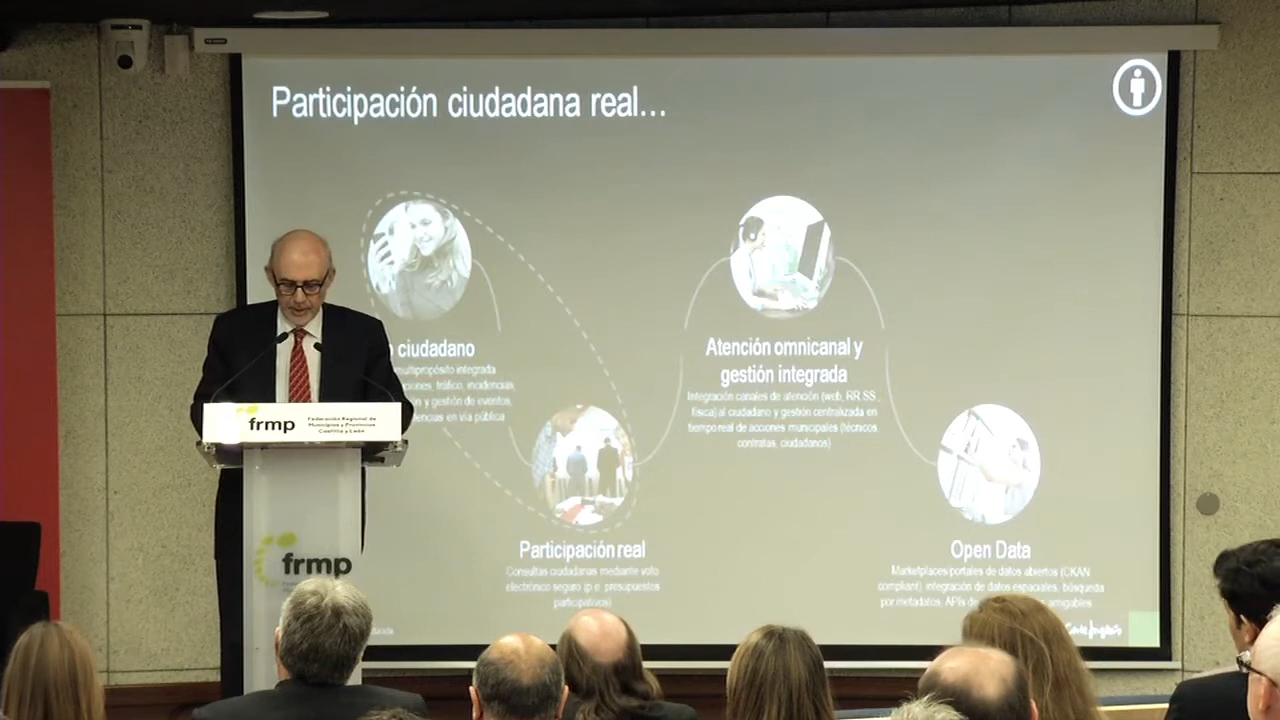 Participación ciudadana real...
ciudadano
multipropósito integrada
tráfico, incidencias,
y gestión de eventos,
en vía pública
Atención omnicanal y
gestión integrada
Integración canales de atención (web, RR.SS.,
física) al ciudadano y gestión centralizada en
tiempo real de acciones municipales (técnicos,
contratas, ciudadanos)
Participación real
Consultas ciudadanas mediante voto
electrónico seguro (p.e. presupuestos
participativos)
Open Data
Marketplaces/portales de datos abiertos (CKAN
compliant) integración de datos espaciales, búsqueda
por metadatos, APIs de
frmp
Federación Regional de
Municipios y Provincias
Castilla y León
frmp